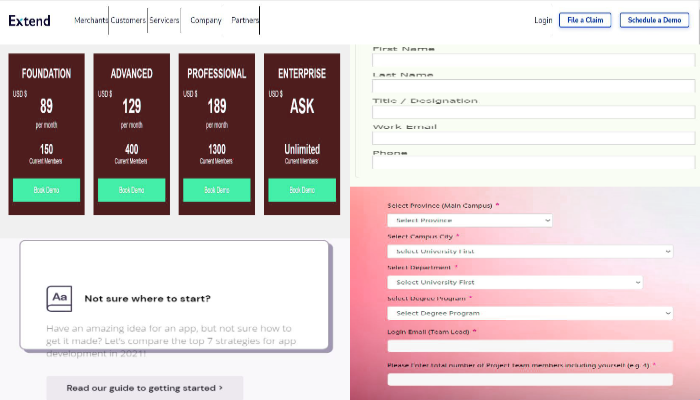 Extend
Merchants Customers Servicers Company Partners
Login File a Claim Schedule a Demo
FOUNDATION
USD $
89
per month
150
Current Members
Book Demo
ADVANCED
USD $
129
per month
400
Current Members
Book Demo
PROFESSIONAL
USD $
189
per month
1300
Current Members
Book Demo
ENTERPRISE
USD $
ASK
Unlimited
Current Members
Book Demo
First Name
Last Name
Title / Designation
Work Email
Phone
Aa
Not sure where to start?
Have an amazing idea for an app, but not sure how to
get it made? Let's compare the top 7 strategies for app
development in 2021!
Read our guide to getting started >
Select Province (Main Campus) *
Select Province
Select Campus City *
Select University First
Select Department *
Select University First
Select Degree Program *
Select Degree Program
Login Email (Team Lead) *
Please Enter total number of Project team members including yourself (e.g. 4) *